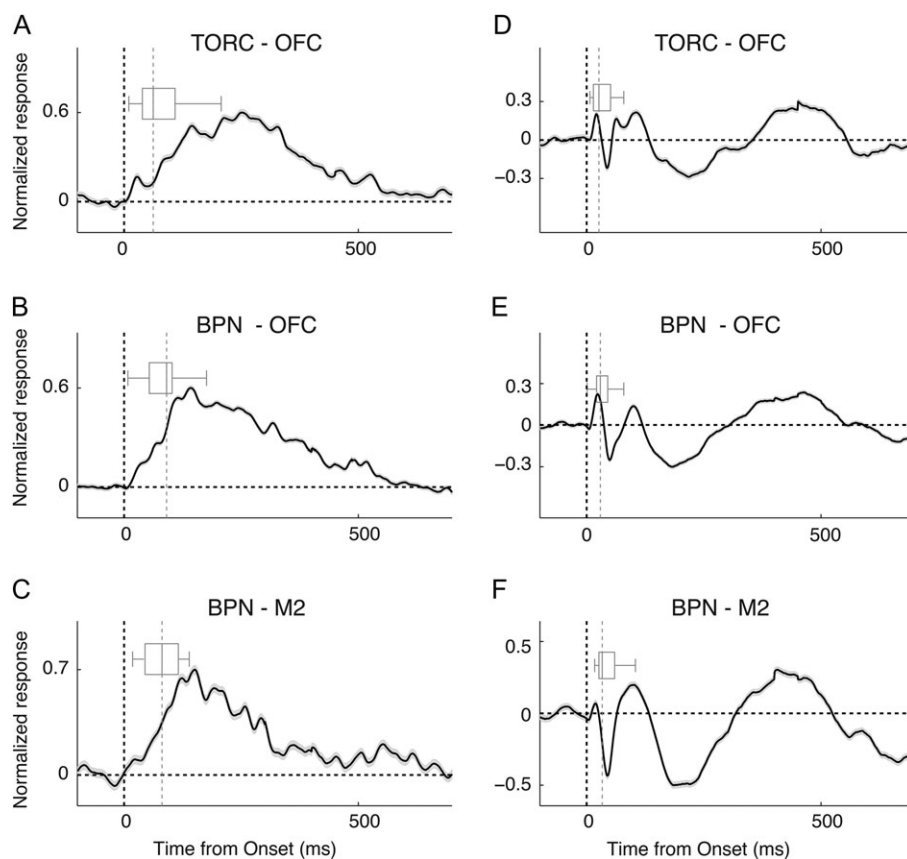 A
TORC - OFC
Normalized response
0.6
0
0
500
D
TORC - OFC
0.3
0
−0.3
0
500
B
BPN - OFC
Normalized response
0.6
0
0
500
E
BPN - OFC
0.3
0
−0.3
0
500
C
BPN - M2
Normalized response
0.7
0
0
500
Time from Onset (ms)
F
BPN - M2
0.5
0
−0.5
0
500
Time from Onset (ms)